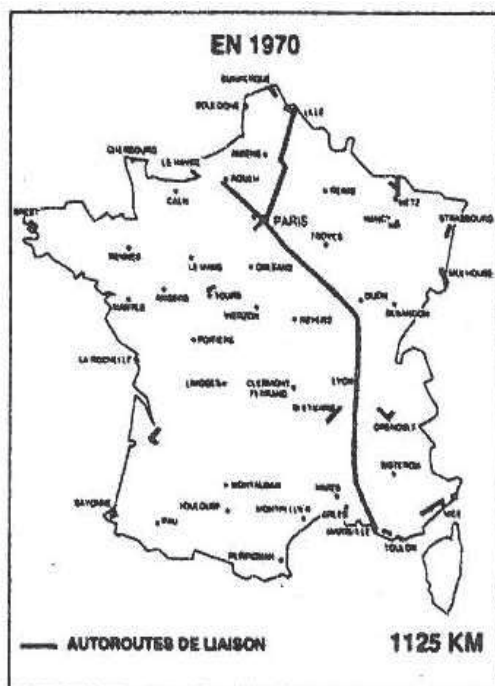 EN 1970
DUNKERQUE
BOULOGNE
LILLE
AMIENS
CHERBOURG
LE HAVRE
ROUEN
REIMS
METZ
CAEN
PARIS
NANCY
STRASBOURG
BREST
TROYES
RENNES
LE MANS
ORLEANS
MULHOUSE
ANGERS
TOURS
DIJON
BESANCON
VIERZON
NEVERS
POITIERS
LA ROCHELLE
LIMOGES
CLERMONT
FERRAND
LYON
ST ETIENNE
GRENOBLE
SISTERON
MONTAUBAN
NIMES
BAYONNE
TOULOUSE
MONTPELLIER
ARLES
NICE
PAU
MARSEILLE
TOULON
PERPIGNAN
AUTOROUTES DE LIAISON
1125 KM